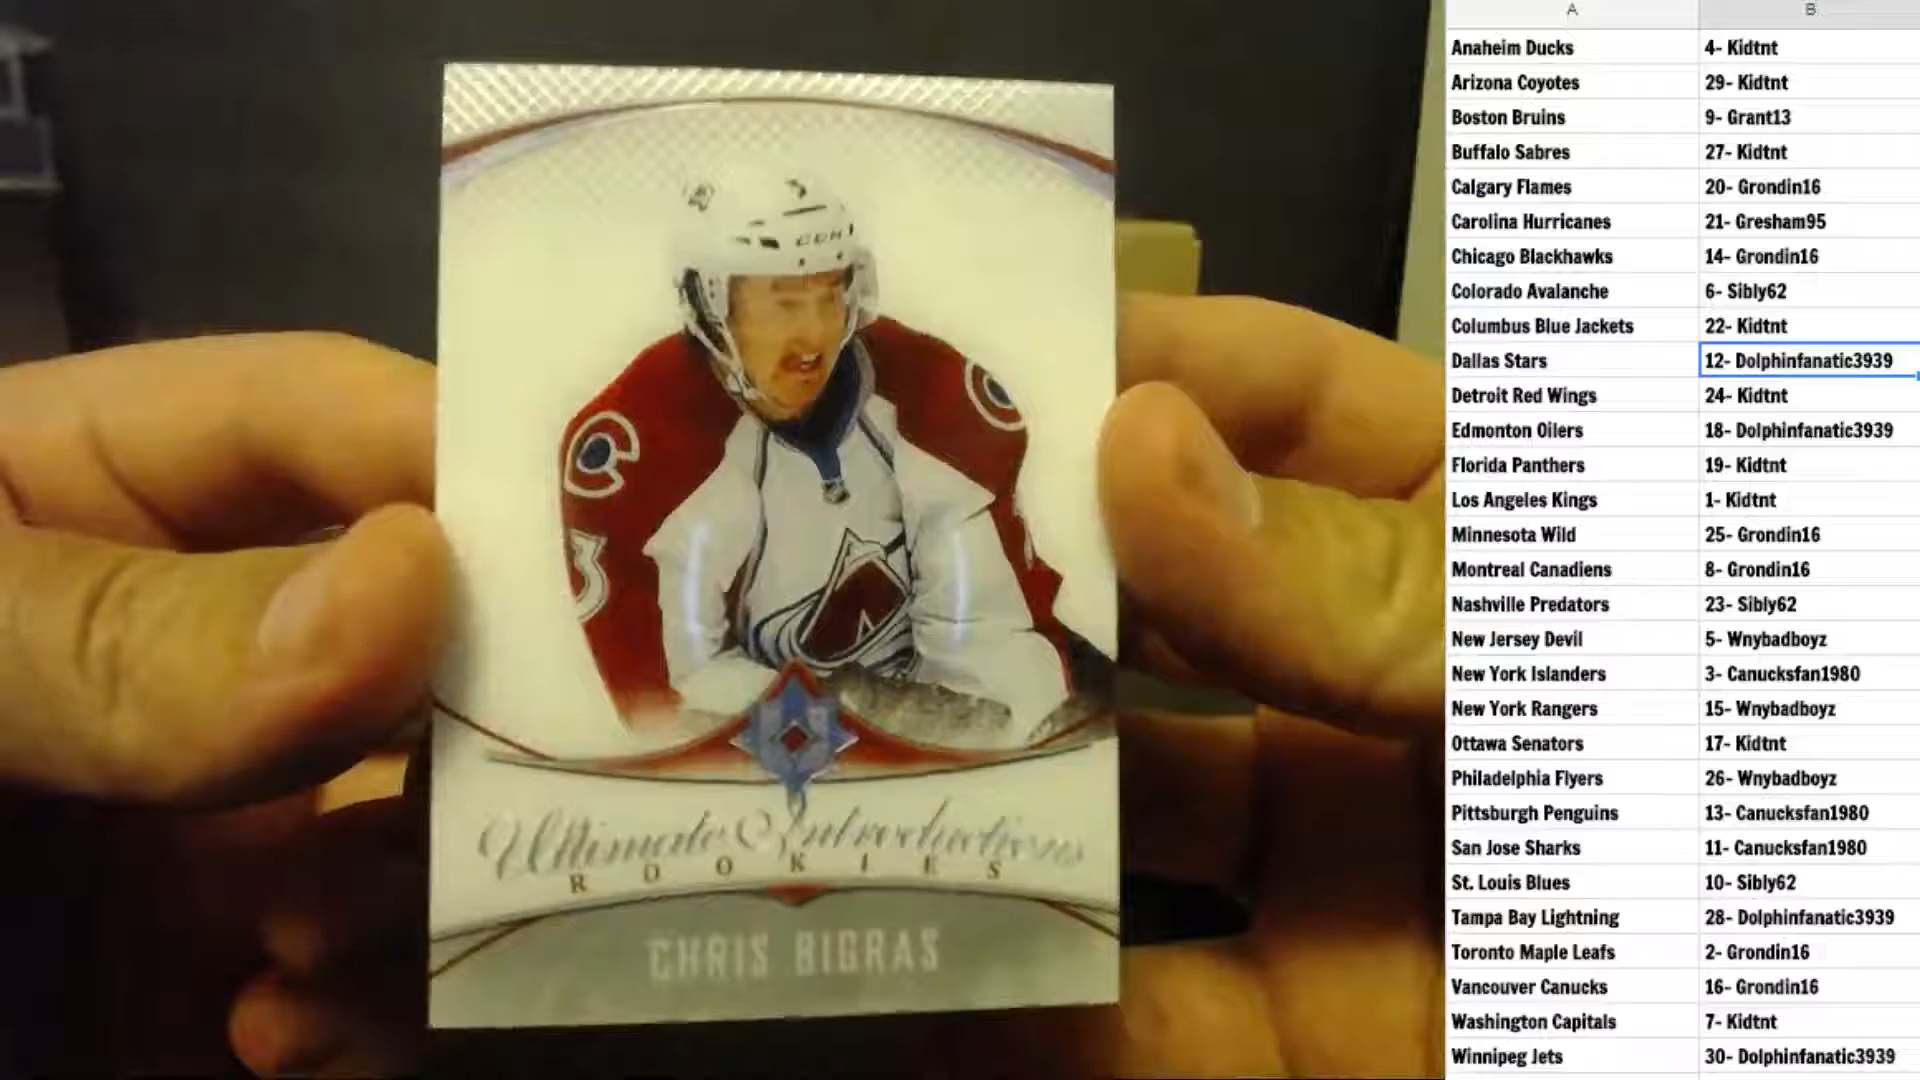 CCM
3
Ultimate Introductions
ROOKIES
CHRIS BIGRAS
A B
Anaheim Ducks 4- Kidtnt
Arizona Coyotes 29- Kidtnt
Boston Bruins 9- Grant13
Buffalo Sabres 27- Kidtnt
Calgary Flames 20- Grondin16
Carolina Hurricanes 21- Gresham95
Chicago Blackhawks 14- Grondin16
Colorado Avalanche 6- Sibly62
Columbus Blue Jackets 22- Kidtnt
Dallas Stars 12- Dolphinfanatic3939
Detroit Red Wings 24- Kidtnt
Edmonton Oilers 18- Dolphinfanatic3939
Florida Panthers 19- Kidtnt
Los Angeles Kings 1- Kidtnt
Minnesota Wild 25- Grondin16
Montreal Canadiens 8- Grondin16
Nashville Predators 23- Sibly62
New Jersey Devil 5- Wnybadboyz
New York Islanders 3- Canucksfan1980
New York Rangers 15- Wnybadboyz
Ottawa Senators 17- Kidtnt
Philadelphia Flyers 26- Wnybadboyz
Pittsburgh Penguins 13- Canucksfan1980
San Jose Sharks 11- Canucksfan1980
St. Louis Blues 10- Sibly62
Tampa Bay Lightning 28- Dolphinfanatic3939
Toronto Maple Leafs 2- Grondin16
Vancouver Canucks 16- Grondin16
Washington Capitals 7- Kidtnt
Winnipeg Jets 30- Dolphinfanatic3939